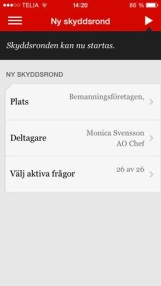 TELIA 14:20 86 %
Ny skyddsrond
Skyddsronden kan nu startas.
NY SKYDDSROND
Plats Bemanningsföretagen,
Deltagare Monica Svensson
AO Chef
Välj aktiva frågor 26 av 26